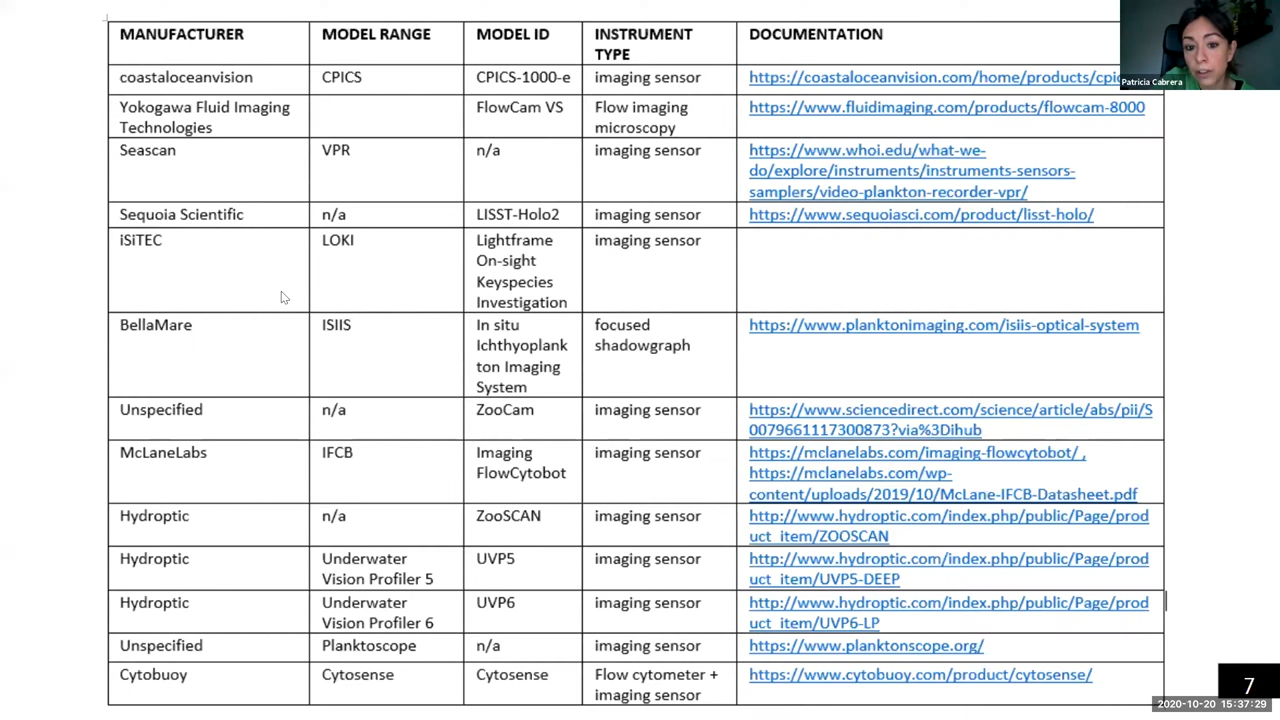 MANUFACTURER MODEL RANGE MODEL ID INSTRUMENT TYPE DOCUMENTATION
coastaloceanvision CPICS CPICS-1000-e imaging sensor https://coastaloceanvision.com/home/products/cpic
Patricia Cabrera
Yokogawa Fluid Imaging Technologies FlowCam VS Flow imaging microscopy https://www.fluidimaging.com/products/flowcam-8000
Seascan VPR n/a imaging sensor https://www.whoi.edu/what-we-
do/explore/instruments/instruments-sensors-
samplers/video-plankton-recorder-vpr/
Sequoia Scientific n/a LISST-Holo2 imaging sensor https://www.sequoiasci.com/product/lisst-holo/
iSiTEC LOKI Lightframe imaging sensor
On-sight
Keyspecies
Investigation
BellaMare ISIIS In situ focused https://www.planktonimaging.com/isiis-optical-system
Ichthyoplank shadowgraph
ton Imaging
System
Unspecified n/a ZooCam imaging sensor https://www.sciencedirect.com/science/article/abs/pii/S
0079661117300873?via%3Dihub
McLaneLabs IFCB Imaging imaging sensor https://mclanelabs.com/imaging-flowcytobot/ ,
FlowCytobot https://mclanelabs.com/wp-
content/uploads/2019/10/McLane-IFCB-Datasheet.pdf
Hydroptic n/a ZooSCAN imaging sensor http://www.hydroptic.com/index.php/public/Page/prod
uct_item/ZOOSCAN
Hydroptic Underwater UVP5 imaging sensor http://www.hydroptic.com/index.php/public/Page/prod
Vision Profiler 5 uct_item/UVP5-DEEP
Hydroptic Underwater UVP6 imaging sensor http://www.hydroptic.com/index.php/public/Page/prod
Vision Profiler 6 uct_item/UVP6-LP
Unspecified Planktoscope n/a imaging sensor https://www.planktonscope.org/
Cytobuoy Cytosense Cytosense Flow cytometer + https://www.cytobuoy.com/product/cytosense/
imaging sensor
7
2020-10-20 15:37:29